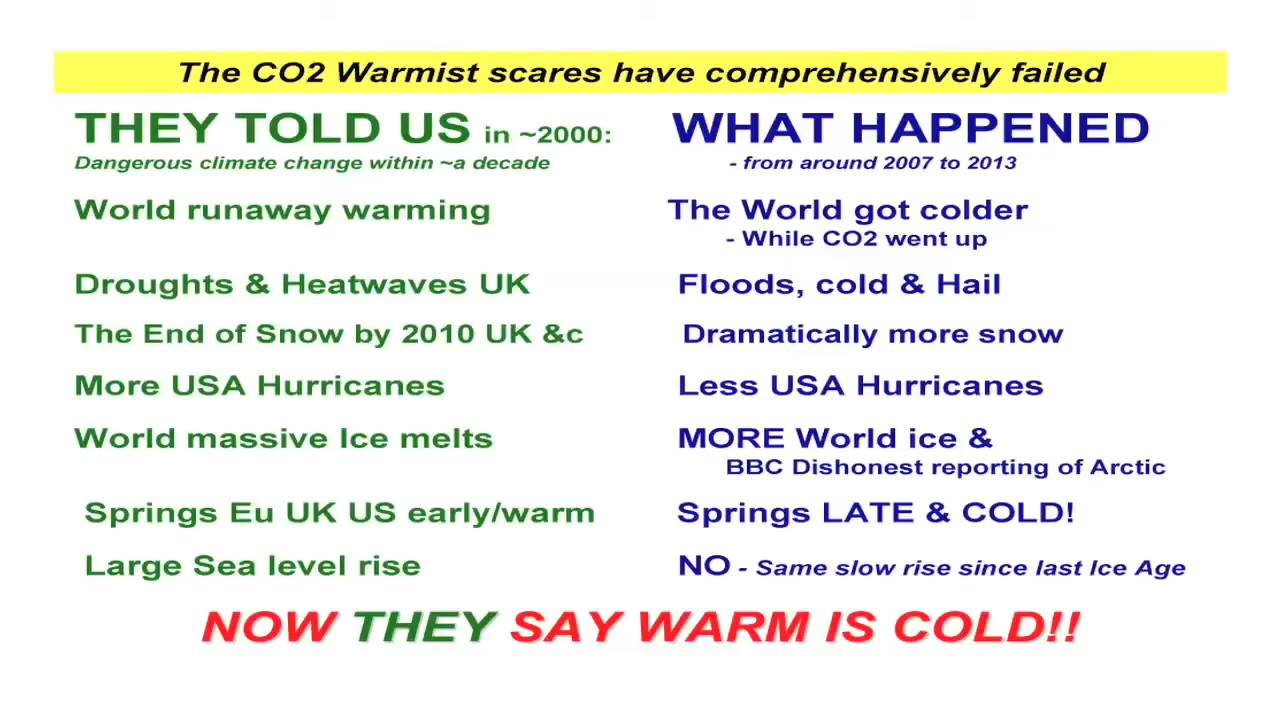 The CO2 Warmist scares have comprehensively failed
THEY TOLD US in ~2000:
WHAT HAPPENED
Dangerous climate change within ~a decade
- from around 2007 to 2013
World runaway warming
The World got colder
- While CO2 went up
Droughts & Heatwaves UK
Floods, cold & Hail
The End of Snow by 2010 UK &c
Dramatically more snow
More USA Hurricanes
Less USA Hurricanes
World massive Ice melts
MORE World ice &
BBC Dishonest reporting of Arctic
Springs Eu UK US early/warm
Springs LATE & COLD!
Large Sea level rise
NO - Same slow rise since last Ice Age
NOW THEY SAY WARM IS COLD!!